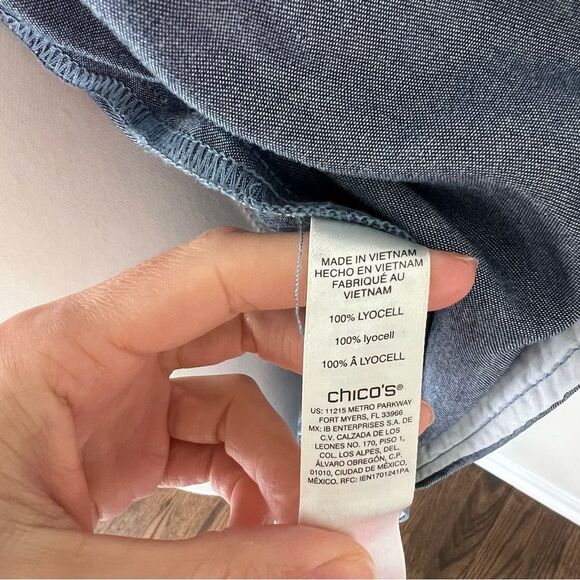 MADE IN VIETNAM
HECHO EN VIETNAM
FABRIQUÉ AU
VIETNAM
100% LYOCELL
100% lyocell
100% Â LYOCELL
chico's®
US: 11215 METRO PARKWAY
FORT MYERS, FL 33966
MX: IB ENTERPRISES S.A. DE
C.V. CALZADA DE LOS
LEONES NO. 170, PISO 1,
COL. LOS ALPES, DEL.
ÁLVARO OBREGÓN, C.P.
01010, CIUDAD DE MÉXICO,
MÉXICO. RFC: IEN1701241PA